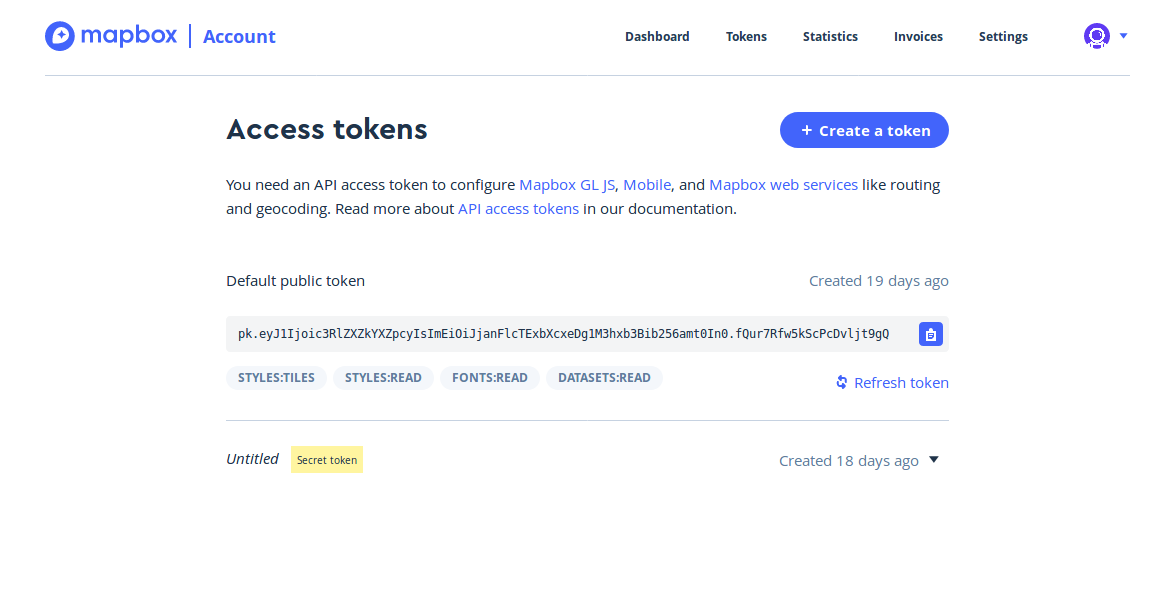 mapbox | Account
Dashboard
Tokens
Statistics
Invoices
Settings
Access tokens
+ Create a token
You need an API access token to configure Mapbox GL JS, Mobile, and Mapbox web services like routing
and geocoding. Read more about API access tokens in our documentation.
Default public token
Created 19 days ago
pk.eyJ1Ijoic3RlZXZkYXZpcyIsImEiOiJjanFlcTExbXcxeDg1M3hxb3Bib256amt0In0.fQur7Rfw5kScPcDvljt9gQ
STYLES:TILES
STYLES:READ
FONTS:READ
DATASETS:READ
Refresh token
Untitled
Secret token
Created 18 days ago